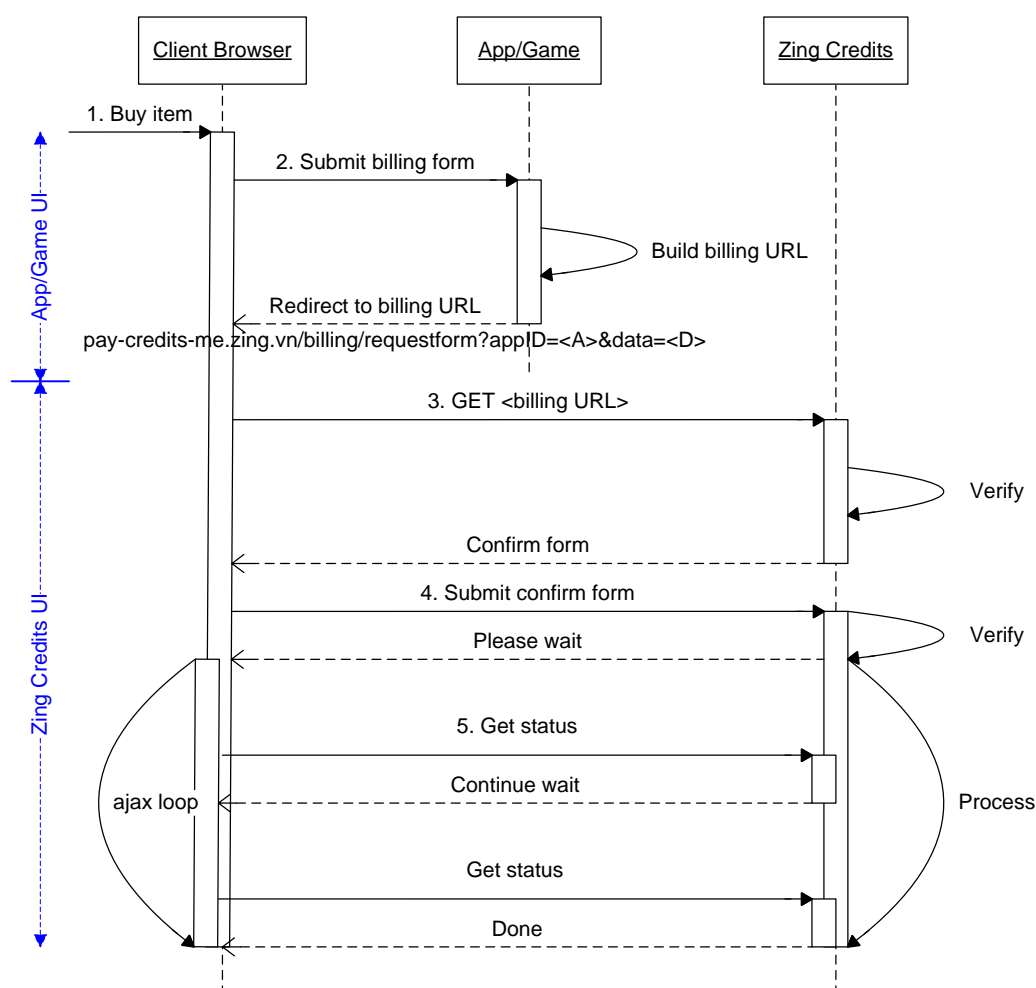 Client Browser
App/Game
Zing Credits
1. Buy item
2. Submit billing form
Build billing URL
Redirect to billing URL
pay-credits-me.zing.vn/billing/requestform?appID=<A>&data=<D>
App/Game UI
3. GET <billing URL>
Verify
Confirm form
4. Submit confirm form
Verify
Please wait
Zing Credits UI
5. Get status
Continue wait
ajax loop
Process
Get status
Done